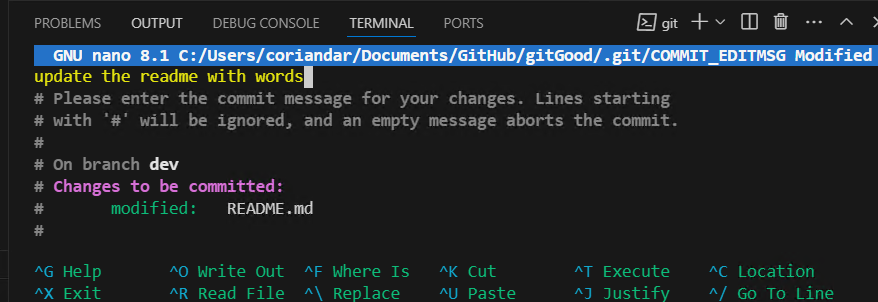 PROBLEMS OUTPUT DEBUG CONSOLE TERMINAL PORTS git
GNU nano 8.1 C:/Users/coriandar/Documents/GitHub/gitGood/.git/COMMIT_EDITMSG Modified
update the readme with words
# Please enter the commit message for your changes. Lines starting
# with '#' will be ignored, and an empty message aborts the commit.
#
# On branch dev
# Changes to be committed:
#       modified:   README.md
#
^G Help ^O Write Out ^F Where Is ^K Cut ^T Execute ^C Location
^X Exit ^R Read File ^\ Replace ^U Paste ^J Justify ^/ Go To Line